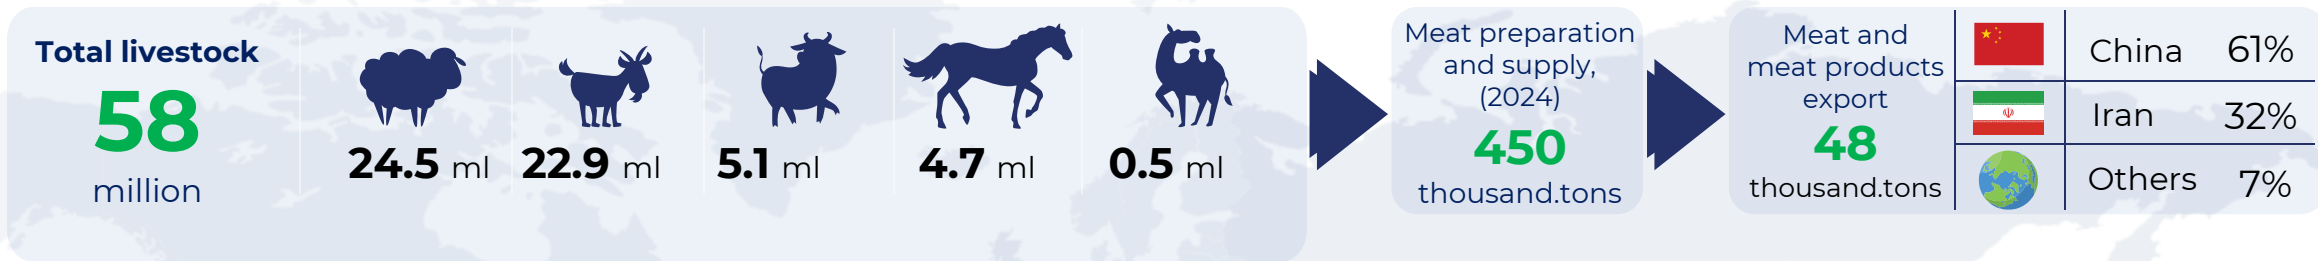 Total livestock
58
million
24.5 ml
22.9 ml
5.1 ml
4.7 ml
0.5 ml
Meat preparation
and supply,
(2024)
450
thousand.tons
Meat and
meat products
export
48
thousand.tons
China 61%
Iran 32%
Others 7%